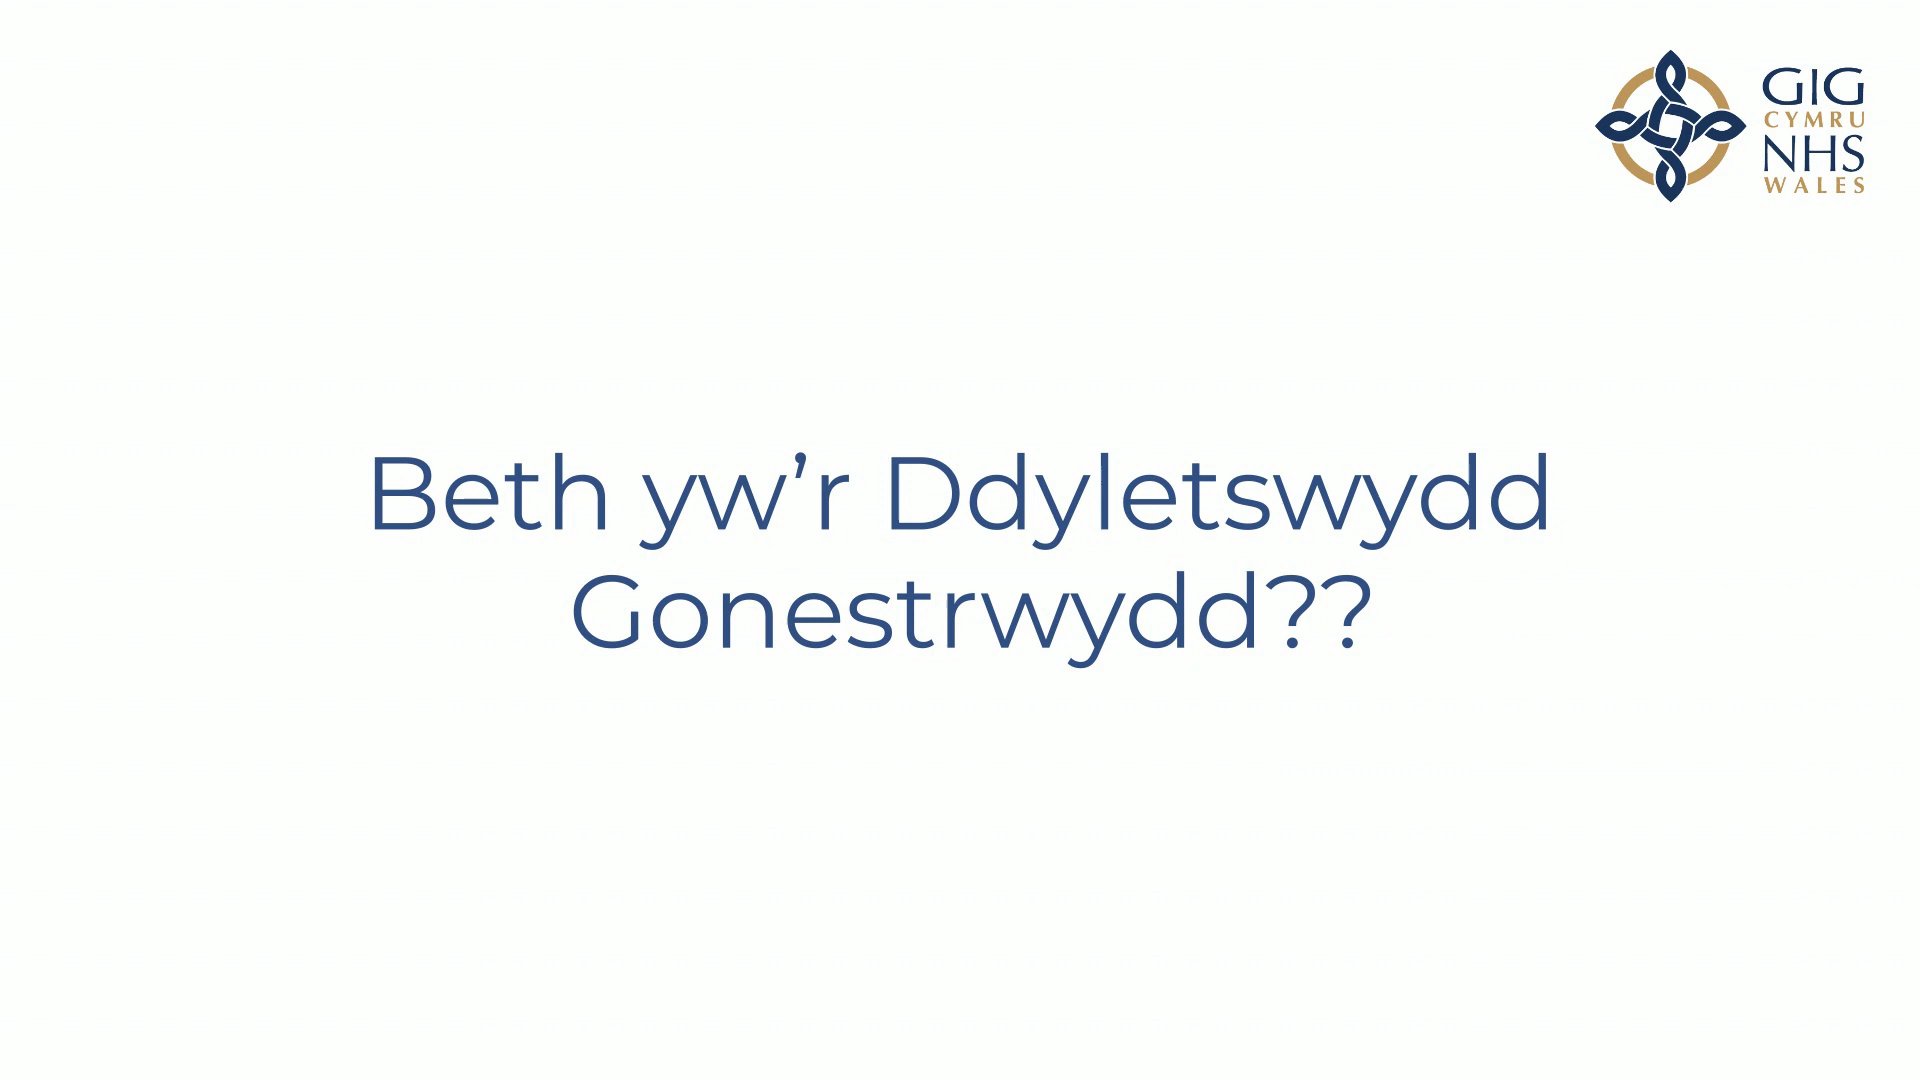 GIG
CYMRU
NHS
WALES
Beth yw’r Ddyletswydd
Gonestrwydd??